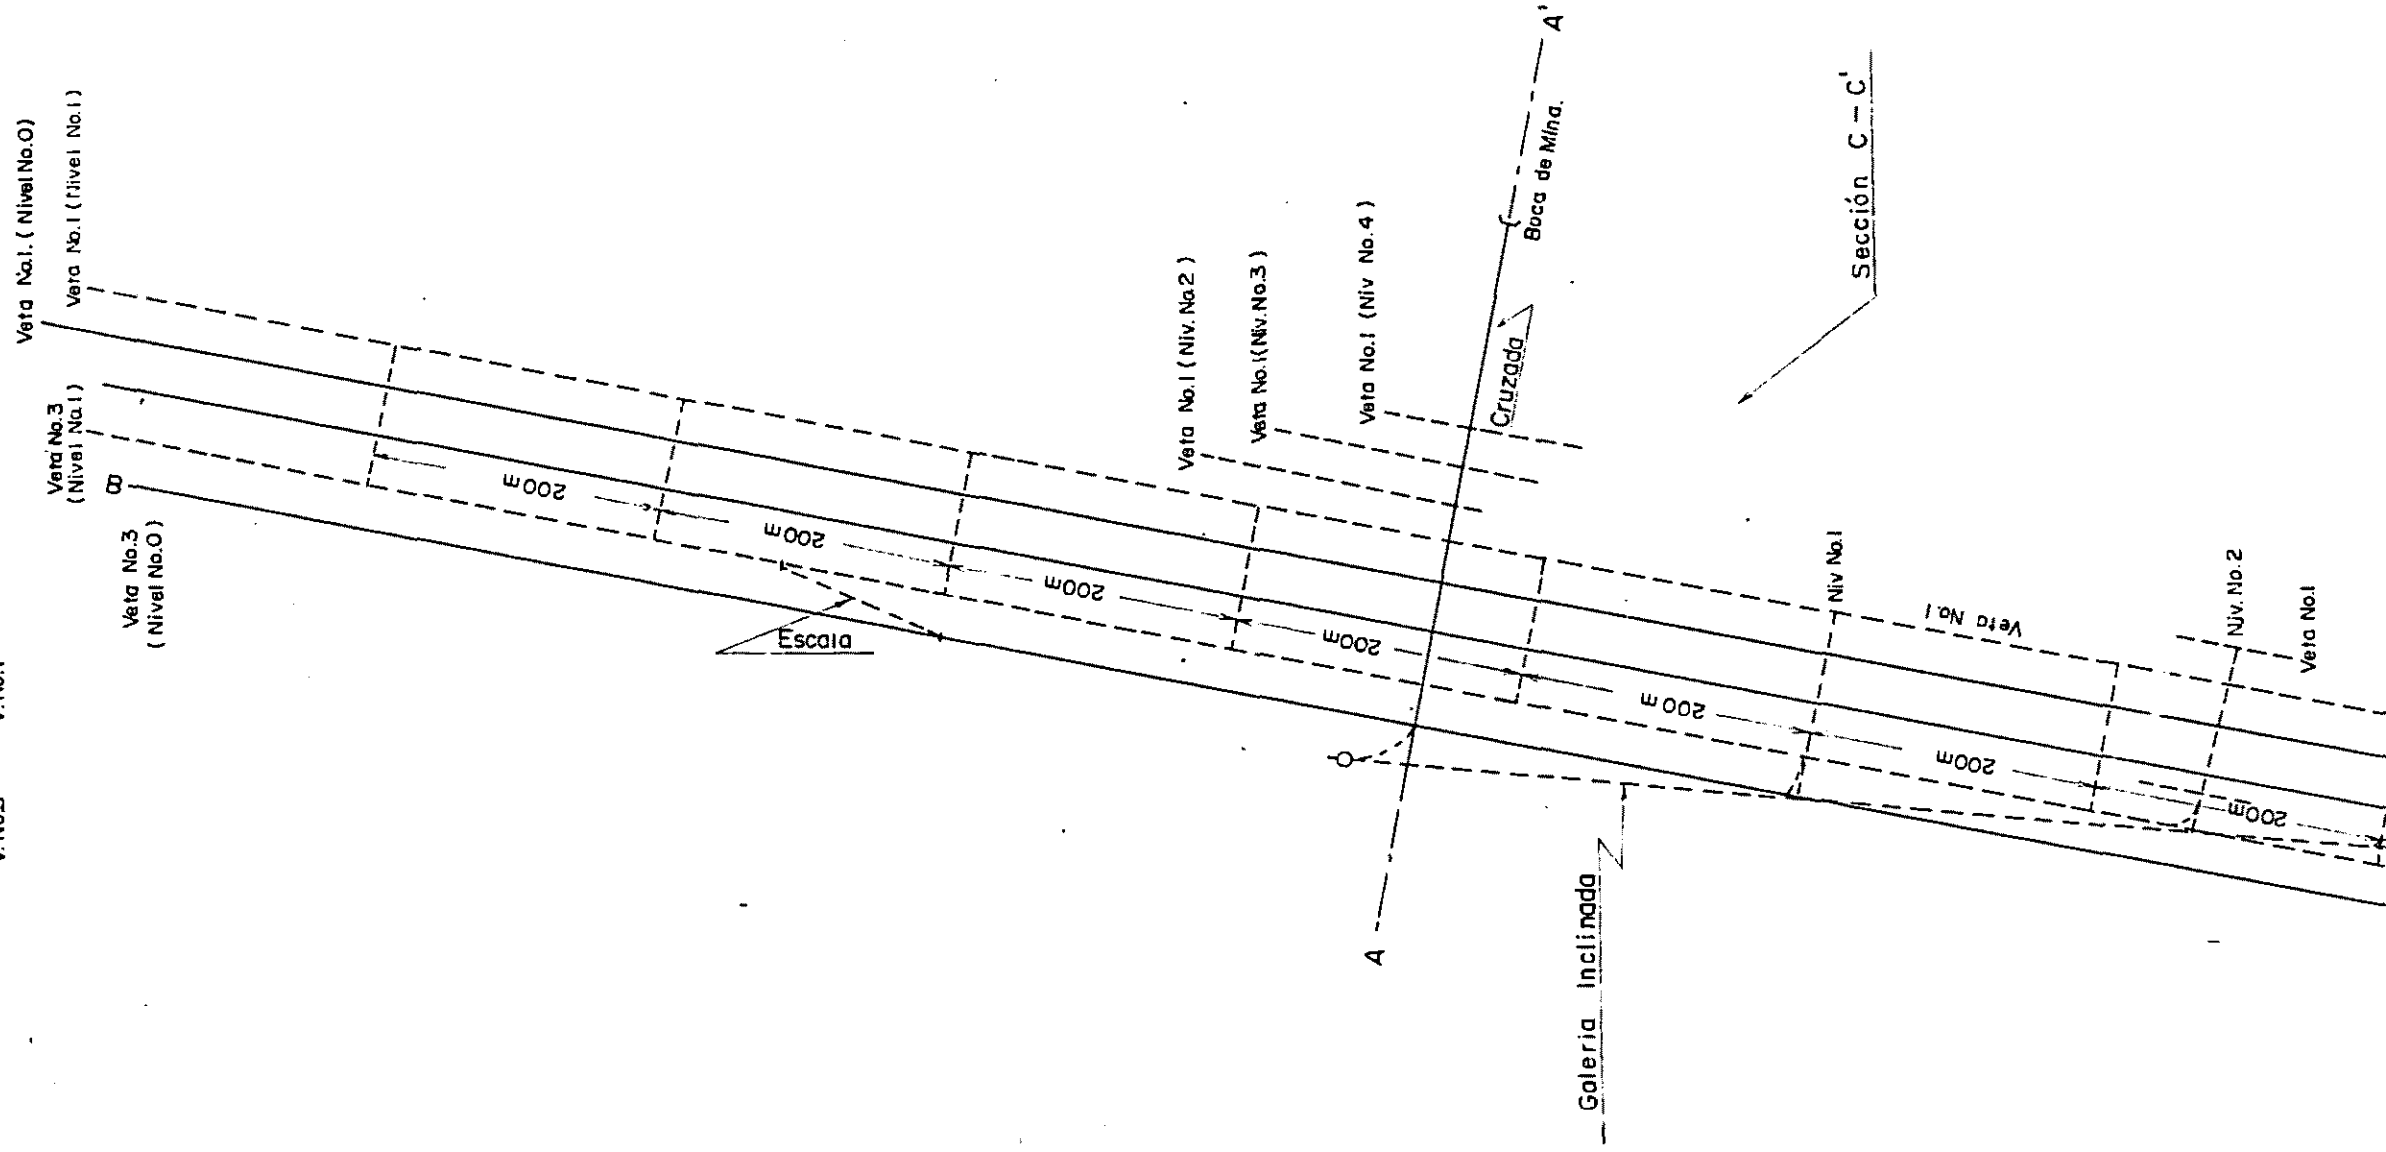 Veta No.1. (Nivel No.0)
Veta No.1 (Nivel No.1)
Veta No.3
(Nivel No.1)
B
Veta No.3
(Nivel No.0)
200m
200m
200m
200m
200m
200m
200m
Escala
Veta No.1 (Niv. No.2)
Veta No.1 (Niv. No.3)
Veta No.1 (Niv No.4)
Cruzada
Boca de Mina.
A'
A
Sección C-C'
Galeria Inclinada
Niv No.1
Veta No.1
Niv. No.2
Veta No.1